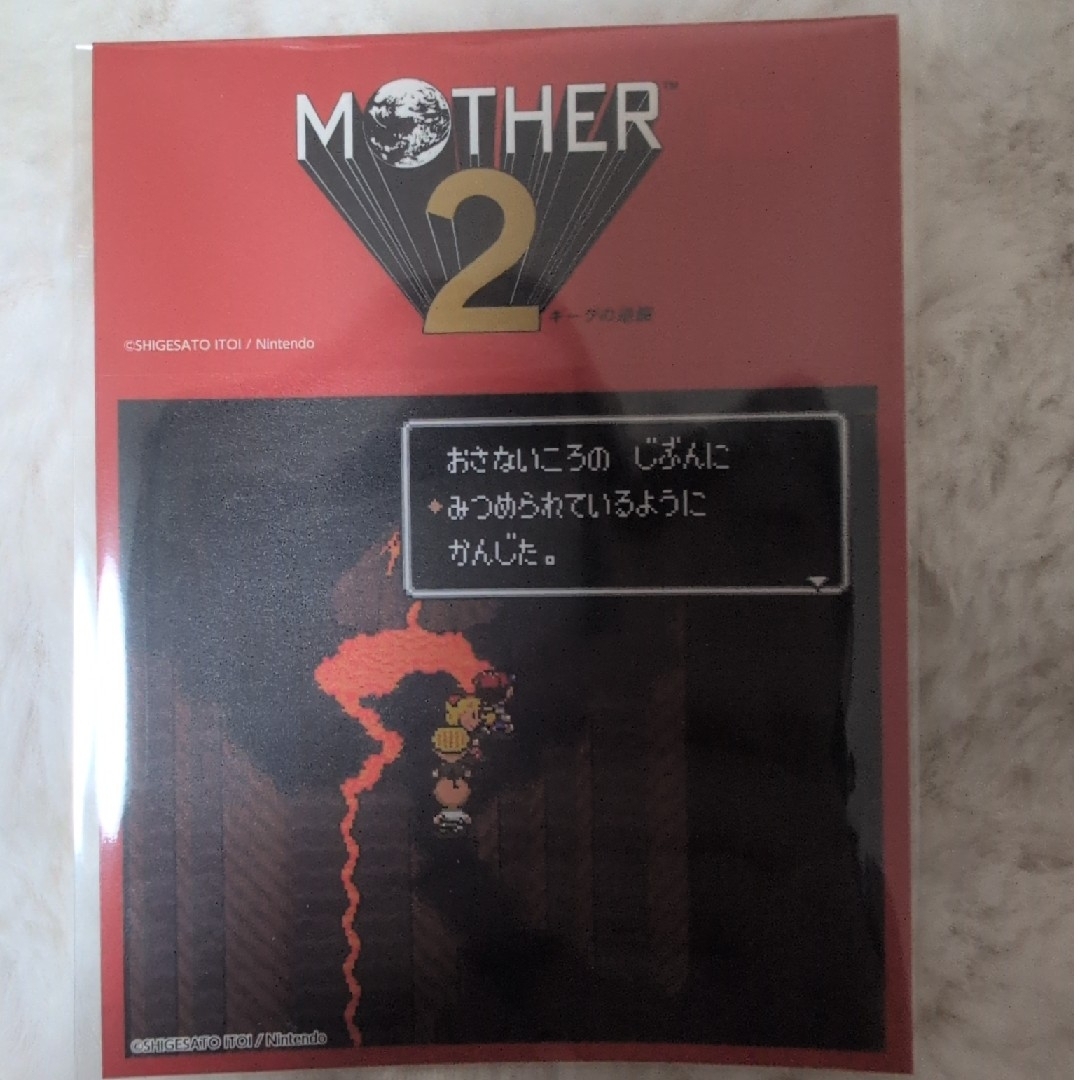 MOTHER™
2
ギーグの逆襲
©SHIGESATO ITOI / Nintendo
おさないころの じぶんに
みつめられているように
かんじた。
©SHIGESATO ITOI / Nintendo